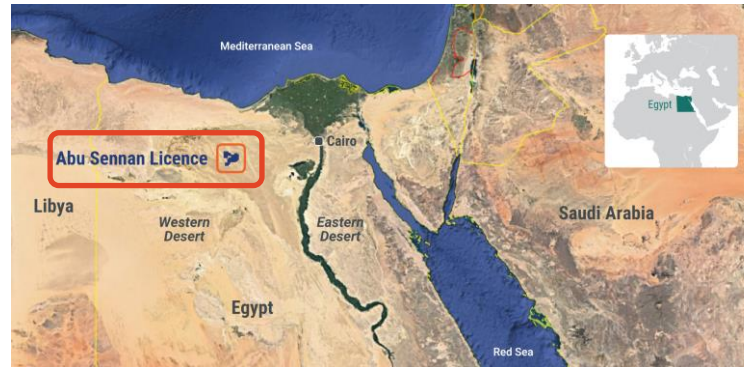 Mediterranean Sea
Egypt
Cairo
Abu Sennan Licence
Libya
Western
Desert
Eastern
Desert
Saudi Arabia
Egypt
Red Sea